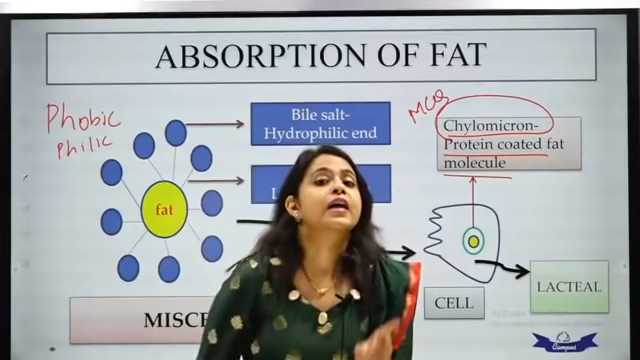 ABSORPTION OF FAT
Phobic
Philic
Bile salt-
Hydrophilic end
MCQ
Chylomicron-
Protein coated fat
molecule
fat
L
CELL
LACTEAL
MISCE
Campus